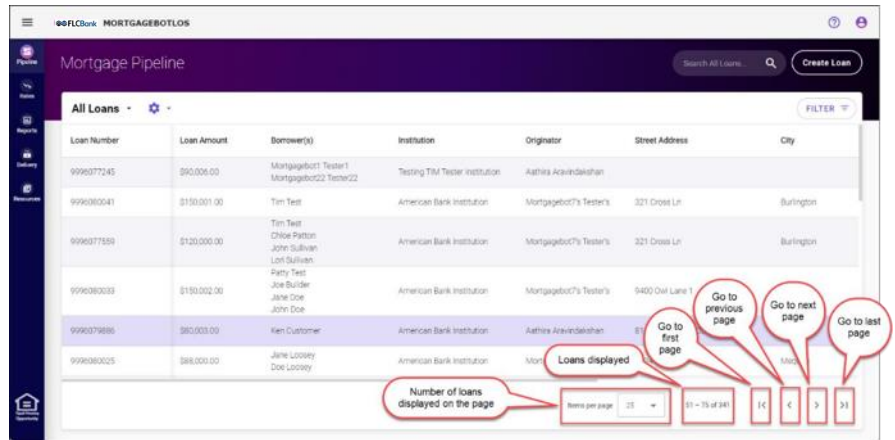 FLCBank MORTGAGEBOTLOS
Pipeline
Mortgage Pipeline
Search All Loans...
Create Loan
Rates
Reports
Delivery
Resources
All Loans
FILTER
Loan Number Loan Amount Borrower(s) Institution Originator Street Address City
9996077245 $90,006.00 Mortgagebot1 Tester1 Testing TIM Tester Institution Aathira Aravindakshan
Mortgagebot22 Tester22
9996080041 $150,001.00 Tim Test American Bank Institution Mortgagebot7's Tester's 321 Cross Ln Burlington
Tim Test
Chloe Patton
9996077559 $120,000.00 John Sullivan American Bank Institution Mortgagebot7's Tester's 321 Cross Ln Burlington
Lori Sullivan
Patty Test
Joe Builder
9996080033 $150,002.00 Jane Doe American Bank Institution Mortgagebot7's Tester's 9400 Owl Lane 1
John Doe
9996079886 $80,003.00 Ken Customer American Bank Institution Aathira Aravindakshan
9996080025 $88,000.00 Jane Loosey American Bank Institution
Doe Loosey
Go to
first
page
Go to
previous
page
Go to next
page
Go to last
page
Loans displayed
Number of loans
displayed on the page
Items per page 25 51 – 75 of 341
Equal Housing
Opportunity